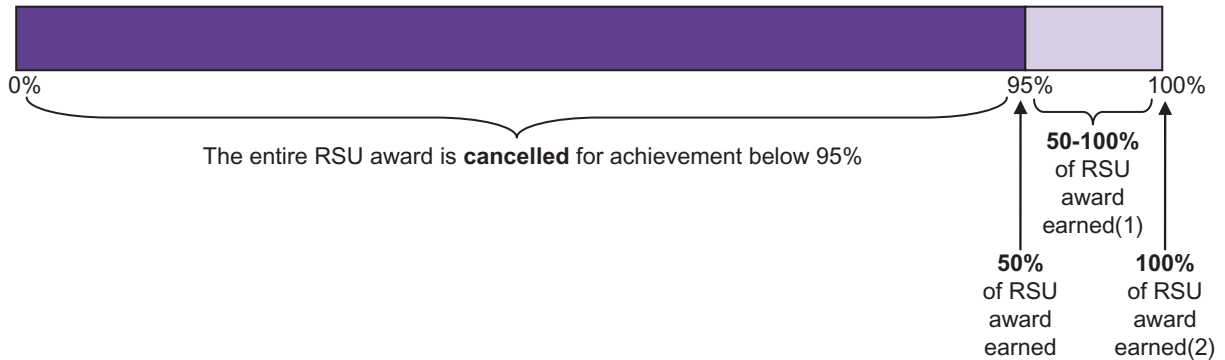 0%
95%
100%
The entire RSU award is cancelled for achievement below 95%
50-100%
of RSU
award
earned(1)
50%
of RSU
award
earned
100%
of RSU
award
earned(2)